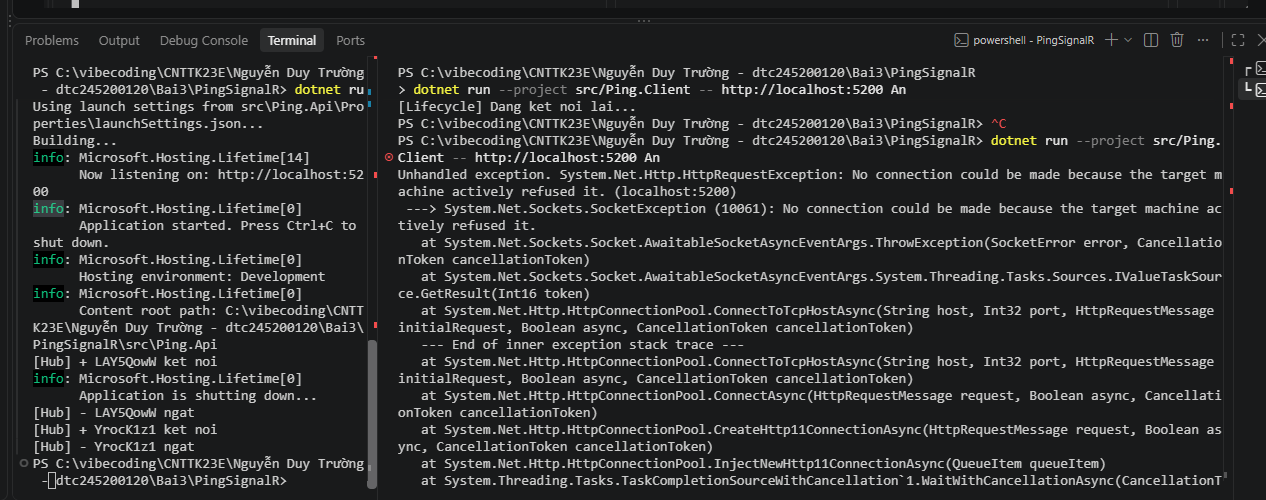 Problems Output Debug Console Terminal Ports
powershell - PingSignalR
PS C:\vibecoding\CNTTK23E\Nguyễn Duy Trường
- dtc245200120\Bai3\PingSignalR> dotnet ru
Using launch settings from src\Ping.Api\Pro
perties\launchSettings.json...
Building...
info: Microsoft.Hosting.Lifetime[14]
Now listening on: http://localhost:52
00
info: Microsoft.Hosting.Lifetime[0]
Application started. Press Ctrl+C to
shut down.
info: Microsoft.Hosting.Lifetime[0]
Hosting environment: Development
info: Microsoft.Hosting.Lifetime[0]
Content root path: C:\vibecoding\CNTT
K23E\Nguyễn Duy Trường - dtc245200120\Bai3\
PingSignalR\src\Ping.Api
[Hub] + LAY5QowW ket noi
info: Microsoft.Hosting.Lifetime[0]
Application is shutting down...
[Hub] - LAY5QowW ngat
[Hub] + YrocK1z1 ket noi
[Hub] - YrocK1z1 ngat
PS C:\vibecoding\CNTTK23E\Nguyễn Duy Trường
- dtc245200120\Bai3\PingSignalR>
PS C:\vibecoding\CNTTK23E\Nguyễn Duy Trường - dtc245200120\Bai3\PingSignalR
> dotnet run --project src/Ping.Client -- http://localhost:5200 An
[Lifecycle] Dang ket noi lai...
PS C:\vibecoding\CNTTK23E\Nguyễn Duy Trường - dtc245200120\Bai3\PingSignalR> ^C
PS C:\vibecoding\CNTTK23E\Nguyễn Duy Trường - dtc245200120\Bai3\PingSignalR> dotnet run --project src/Ping.
Client -- http://localhost:5200 An
Unhandled exception. System.Net.Http.HttpRequestException: No connection could be made because the target m
achine actively refused it. (localhost:5200)
---> System.Net.Sockets.SocketException (10061): No connection could be made because the target machine ac
tively refused it.
at System.Net.Sockets.Socket.AwaitableSocketAsyncEventArgs.ThrowException(SocketError error, Cancellatio
nToken cancellationToken)
at System.Net.Sockets.Socket.AwaitableSocketAsyncEventArgs.System.Threading.Tasks.Sources.IValueTaskSour
ce.GetResult(Int16 token)
at System.Net.Http.HttpConnectionPool.ConnectToTcpHostAsync(String host, Int32 port, HttpRequestMessage
initialRequest, Boolean async, CancellationToken cancellationToken)
--- End of inner exception stack trace ---
at System.Net.Http.HttpConnectionPool.ConnectToTcpHostAsync(String host, Int32 port, HttpRequestMessage
initialRequest, Boolean async, CancellationToken cancellationToken)
at System.Net.Http.HttpConnectionPool.ConnectAsync(HttpRequestMessage request, Boolean async, Cancellati
onToken cancellationToken)
at System.Net.Http.HttpConnectionPool.CreateHttp11ConnectionAsync(HttpRequestMessage request, Boolean as
ync, CancellationToken cancellationToken)
at System.Net.Http.HttpConnectionPool.InjectNewHttp11ConnectionAsync(QueueItem queueItem)
at System.Threading.Tasks.TaskCompletionSourceWithCancellation`1.WaitWithCancellationAsync(CancellationT